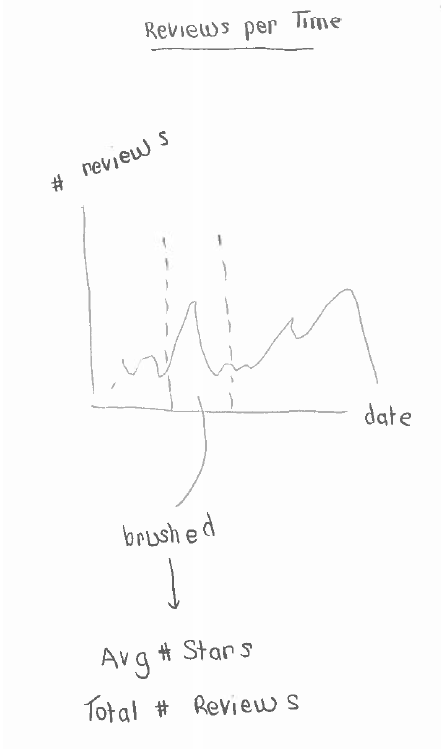 Reviews per Time
# reviews
date
brushed
Avg # Stars
Total # Reviews